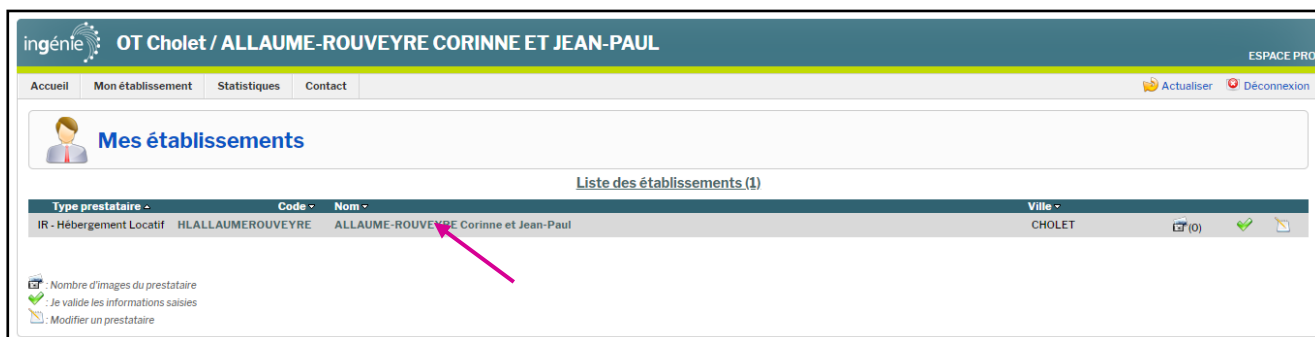 ingénie OT Cholet / ALLAUME-ROUVEYRE CORINNE ET JEAN-PAUL
ESPACE PRO
Accueil Mon établissement Statistiques Contact Actualiser Déconnexion
Mes établissements
Liste des établissements (1)
Type prestataire Code Nom Ville
IR - Hébergement Locatif HLALLAUMEROUVEYRE ALLAUME-ROUVEYRE Corinne et Jean-Paul CHOLET (0)
: Nombre d'images du prestataire
: Je valide les informations saisies
: Modifier un prestataire